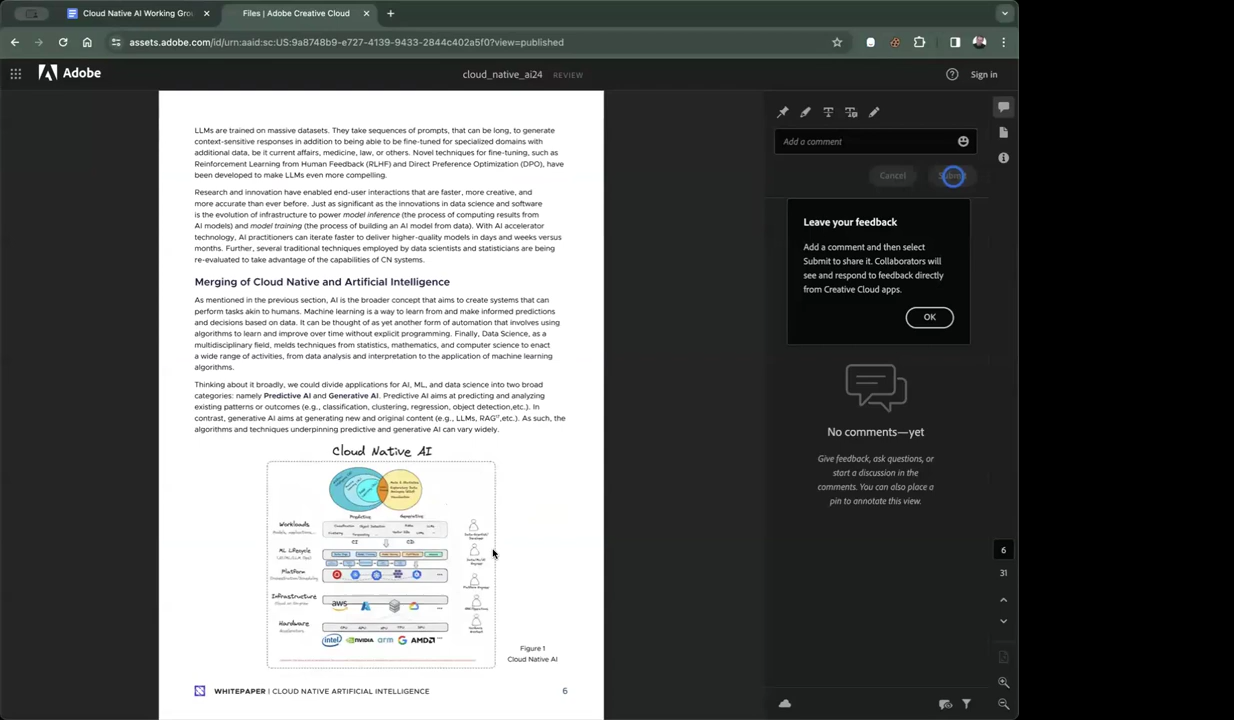 Cloud Native AI Working Gro
Files | Adobe Creative Cloud
assets.adobe.com/id/urn:aaid:sc:US:9a8748b9-e727-4139-9433-2844c402a5f0?view=published
Adobe
cloud_native_ai24 REVIEW
Sign in
LLMs are trained on massive datasets. They take sequences of prompts, that can be long, to generate
context-sensitive responses in addition to being able to be fine-tuned for specialized domains with
additional data, be it current affairs, medicine, law, or others. Novel techniques for fine-tuning, such as
Reinforcement Learning from Human Feedback (RLHF) and Direct Preference Optimization (DPO), have
been developed to make LLMs even more compelling.
Research and innovation have enabled end-user interactions that are faster, more creative, and
more accurate than ever before. Just as significant as the innovations in data science and software
is the evolution of infrastructure to power model inference (the process of computing results from
AI models) and model training (the process of building an AI model from data). With AI accelerator
technology, AI practitioners can iterate faster to deliver higher-quality models in days and weeks versus
months. Further, several traditional techniques employed by data scientists and statisticians are being
re-evaluated to take advantage of the capabilities of CN systems.
Merging of Cloud Native and Artificial Intelligence
As mentioned in the previous section, AI is the broader concept that aims to create systems that can
perform tasks akin to humans. Machine learning is a way to learn from and make informed predictions
and decisions based on data. It can be thought of as yet another form of automation that involves using
algorithms to learn and improve over time without explicit programming. Finally, Data Science, as a
multidisciplinary field, melds techniques from statistics, mathematics, and computer science to enact
a wide range of activities, from data analysis and interpretation to the application of machine learning
algorithms.
Thinking about it broadly, we could divide applications for AI, ML, and data science into two broad
categories: namely Predictive AI and Generative AI. Predictive AI aims at predicting and analyzing
existing patterns or outcomes (e.g., classification, clustering, regression, object detection,etc.). In
contrast, generative AI aims at generating new and original content (e.g., LLMs, RAG,etc.). As such, the
algorithms and techniques underpinning predictive and generative AI can vary widely.
Cloud Native AI
Predicting Generating
Workloads
CI CD
ML Lifecycle
Platform
Infrastructure
aws
Hardware
intel NVIDIA arm G AMD
Figure 1
Cloud Native AI
WHITEPAPER | CLOUD NATIVE ARTIFICIAL INTELLIGENCE 6
Add a comment
Cancel Submit
Leave your feedback
Add a comment and then select
Submit to share it. Collaborators will
see and respond to feedback directly
from Creative Cloud apps.
OK
No comments—yet
Give feedback, ask questions, or
start a discussion in the
comments. You can also place a
pin to annotate this view.
6
31